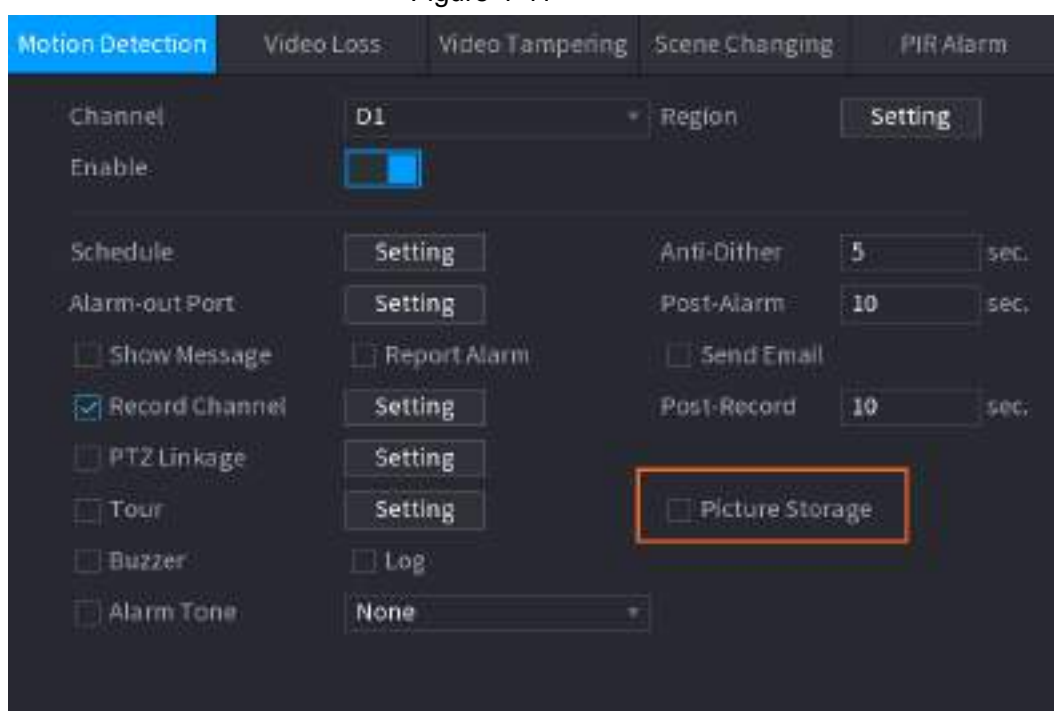 Motion Detection Video Loss Video Tampering Scene Changing PIR Alarm
Channel D1 Region Setting
Enable
Schedule Setting Anti-Dither 5 sec.
Alarm-out Port Setting Post-Alarm 10 sec.
Show Message Report Alarm Send Email
Record Channel Setting Post-Record 10 sec.
PTZ Linkage Setting
Tour Setting Picture Storage
Buzzer Log
Alarm Tone None